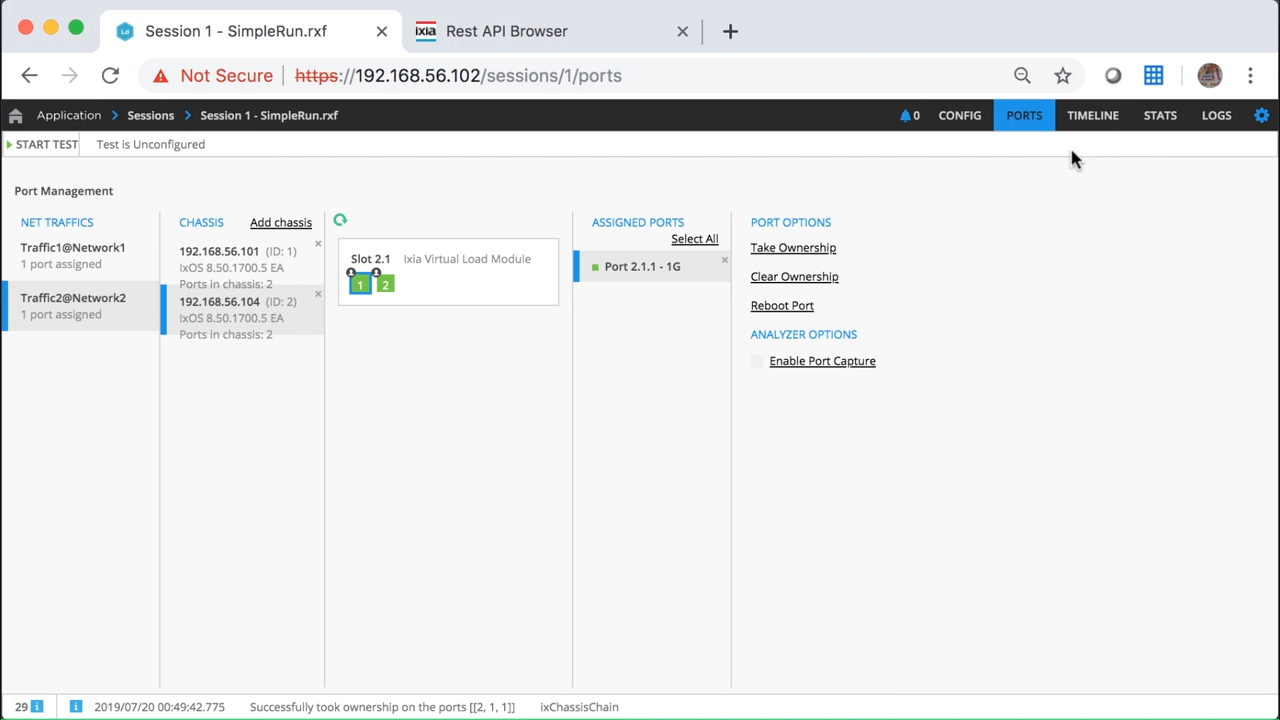 Session 1 - SimpleRun.rxf
ixia Rest API Browser
Not Secure https://192.168.56.102/sessions/1/ports
Application Sessions Session 1 - SimpleRun.rxf 0 CONFIG PORTS TIMELINE STATS LOGS
START TEST Test is Unconfigured
Port Management
NET TRAFFICS
Traffic1@Network1
1 port assigned
Traffic2@Network2
1 port assigned
CHASSIS Add chassis
192.168.56.101 (ID: 1)
IxOS 8.50.1700.5 EA
Ports in chassis: 2
192.168.56.104 (ID: 2)
IxOS 8.50.1700.5 EA
Ports in chassis: 2
Slot 2.1 Ixia Virtual Load Module
1 2
ASSIGNED PORTS
Select All
Port 2.1.1 - 1G
PORT OPTIONS
Take Ownership
Clear Ownership
Reboot Port
ANALYZER OPTIONS
Enable Port Capture
29 2019/07/20 00:49:42.775 Successfully took ownership on the ports [[2, 1, 1]] ixChassisChain